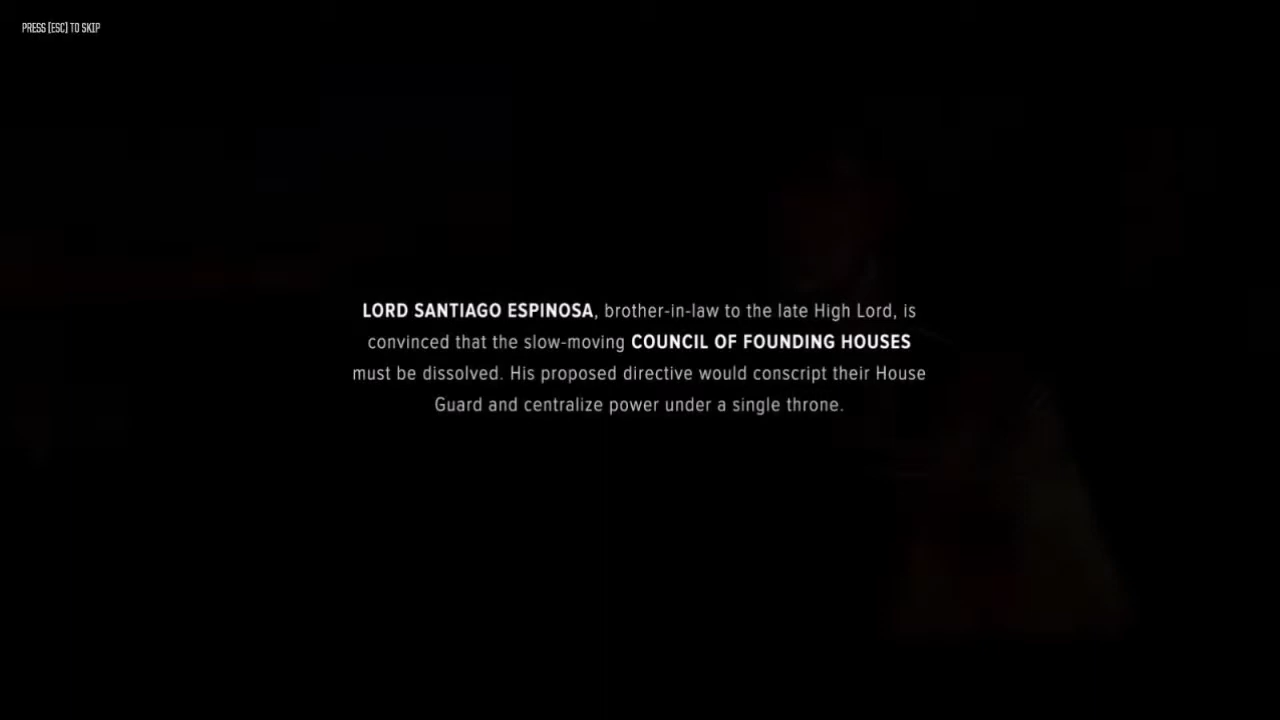 PRESS [ESC] TO SKIP
LORD SANTIAGO ESPINOSA, brother-in-law to the late High Lord, is
convinced that the slow-moving COUNCIL OF FOUNDING HOUSES
must be dissolved. His proposed directive would conscript their House
Guard and centralize power under a single throne.